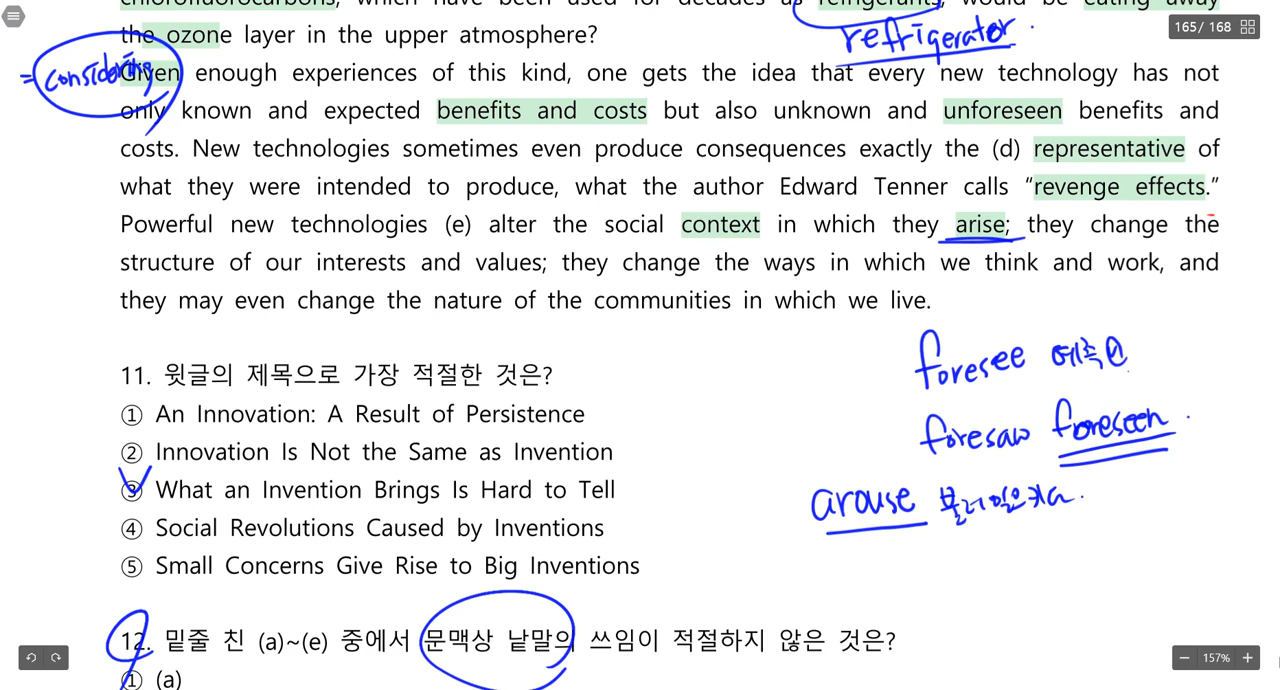 chlorofluorocarbons, which have been used for decades as refrigerants, would be eating away
the ozone layer in the upper atmosphere?
refrigerator.
165/ 168
= considering
Given enough experiences of this kind, one gets the idea that every new technology has not
only known and expected benefits and costs but also unknown and unforeseen benefits and
costs. New technologies sometimes even produce consequences exactly the (d) representative of
what they were intended to produce, what the author Edward Tenner calls “revenge effects.”
Powerful new technologies (e) alter the social context in which they arise; they change the
structure of our interests and values; they change the ways in which we think and work, and
they may even change the nature of the communities in which we live.
foresee
foresaw foreseen.
arouse 불러일으키다.
11. 윗글의 제목으로 가장 적절한 것은?
① An Innovation: A Result of Persistence
② Innovation Is Not the Same as Invention
③ What an Invention Brings Is Hard to Tell
④ Social Revolutions Caused by Inventions
⑤ Small Concerns Give Rise to Big Inventions
12. 밑줄 친 (a)~(e) 중에서 문맥상 낱말의 쓰임이 적절하지 않은 것은?
① (a)
157%